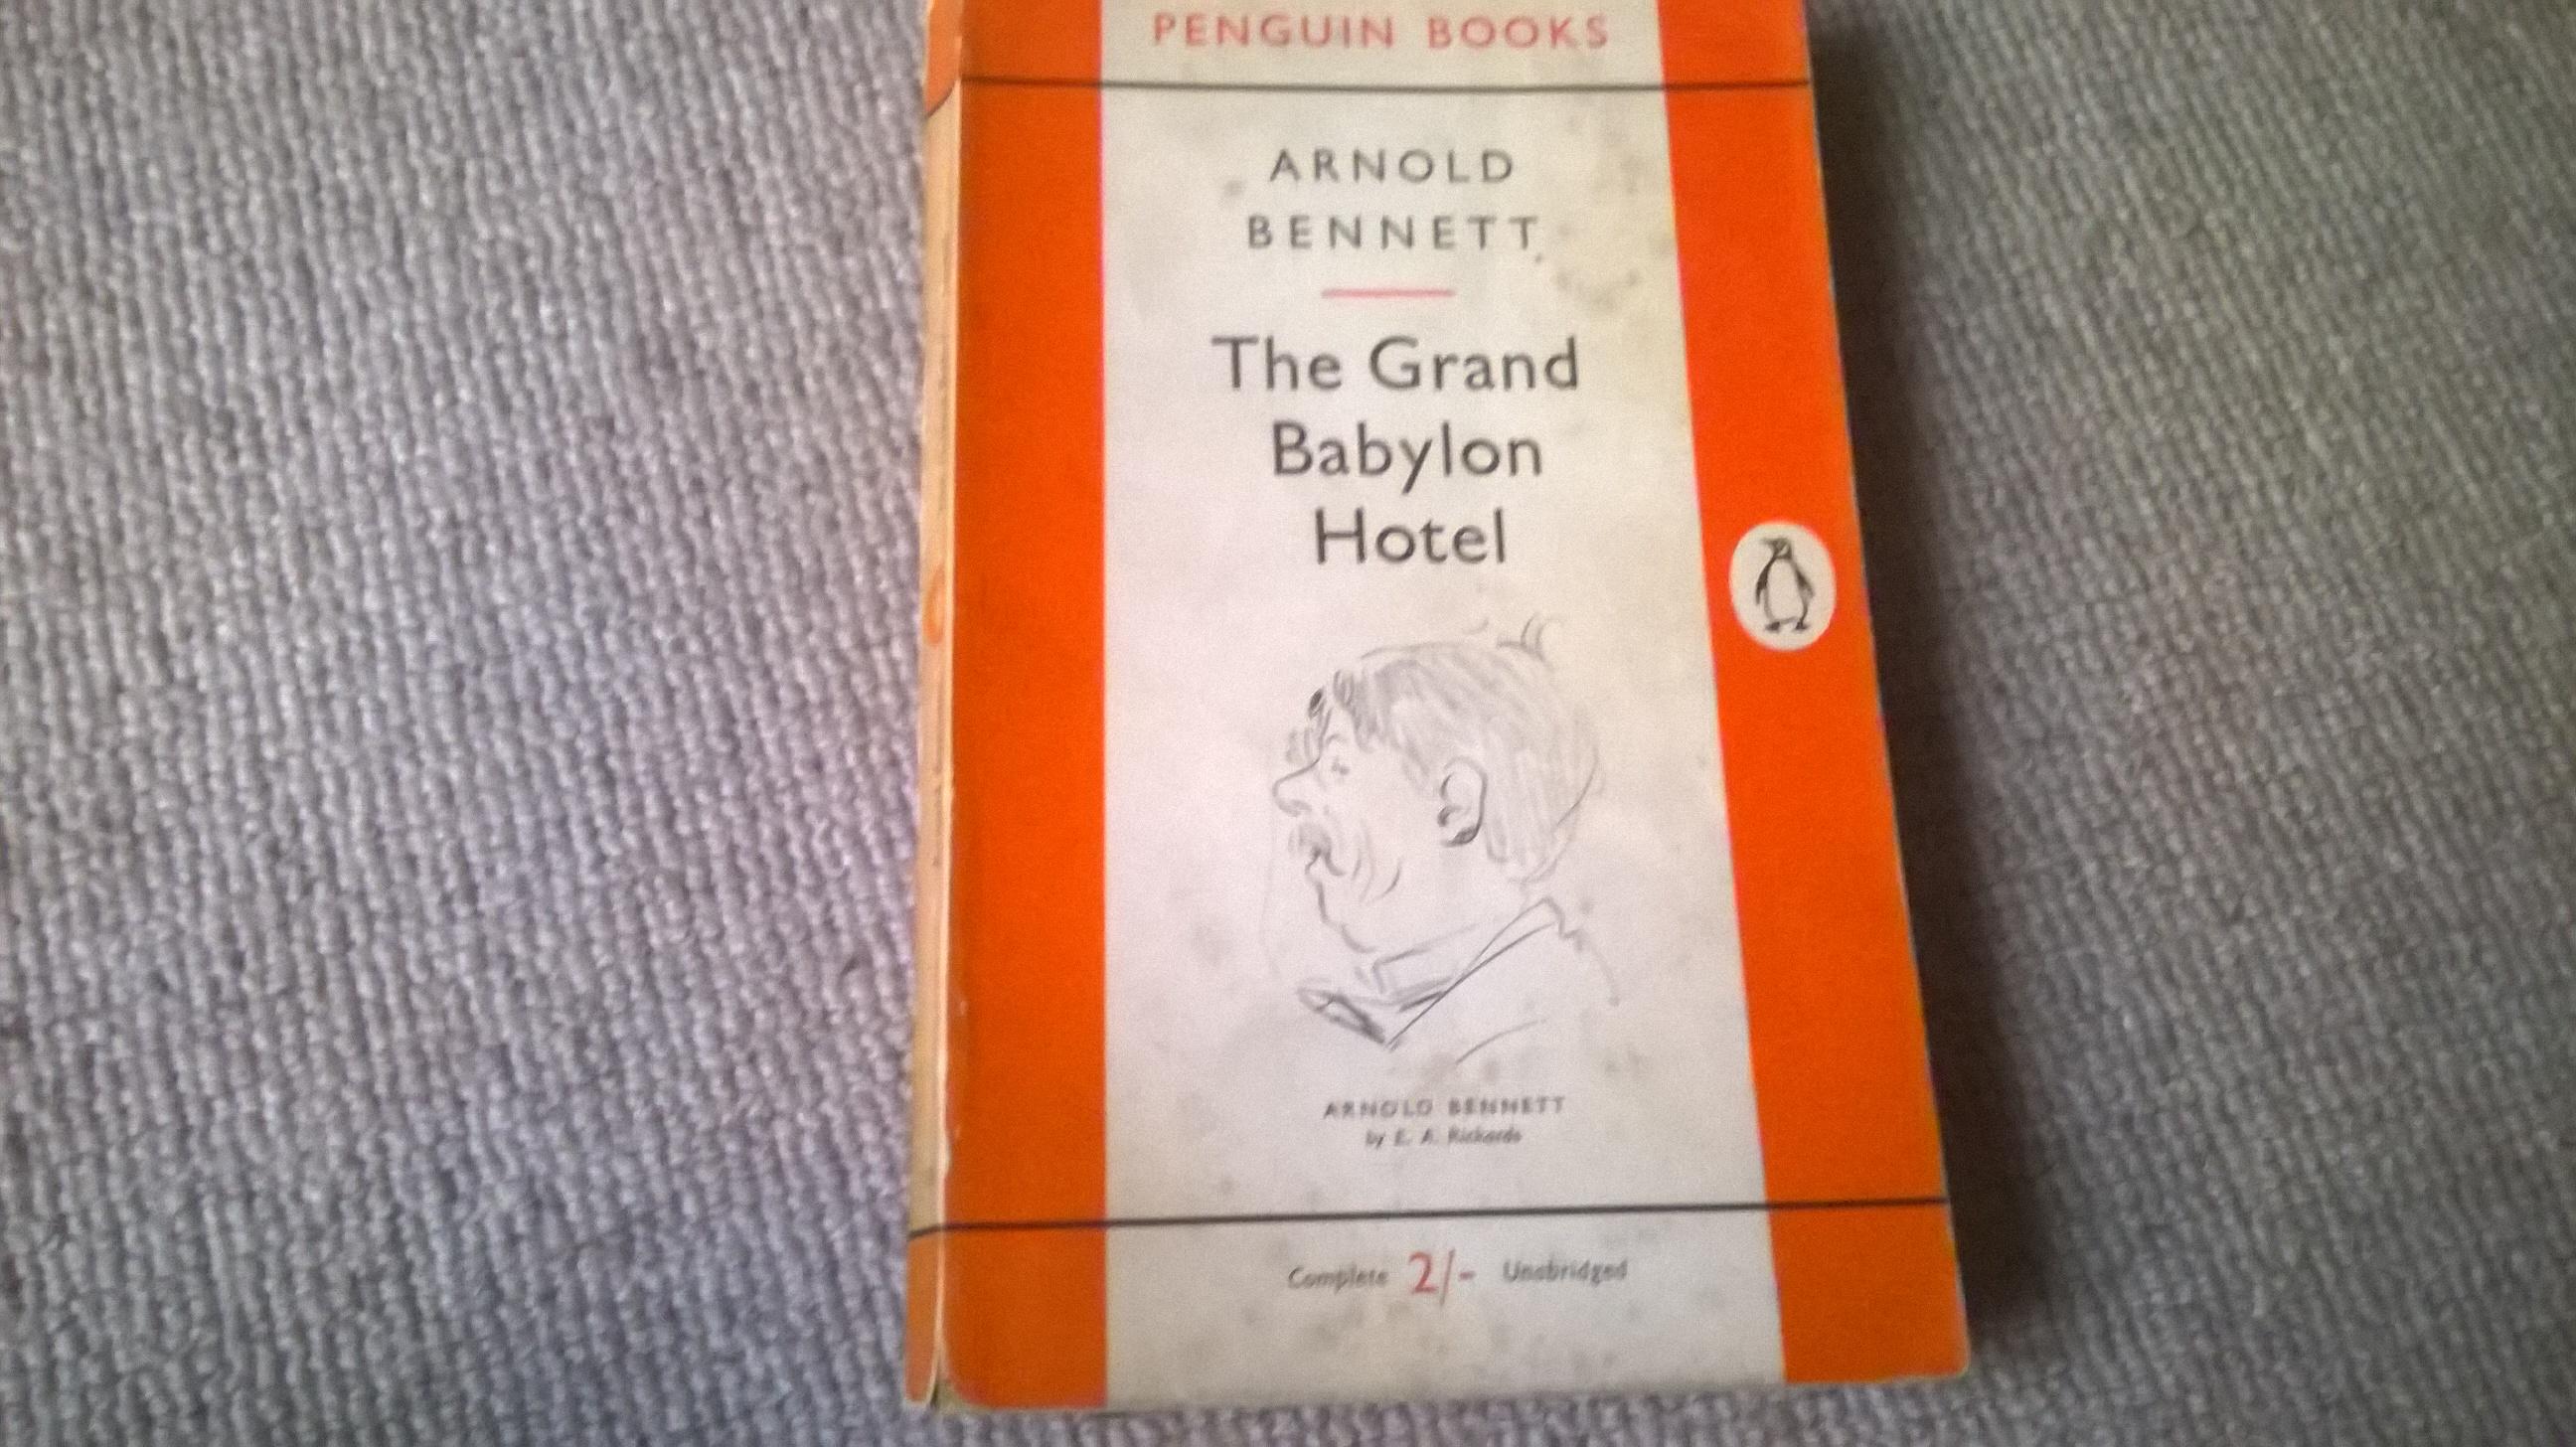 PENGUIN BOOKS
ARNOLD
BENNETT
The Grand
Babylon
Hotel
ARNOLD BENNETT
by E. A. Rickards
Complete 2/- Unabridged